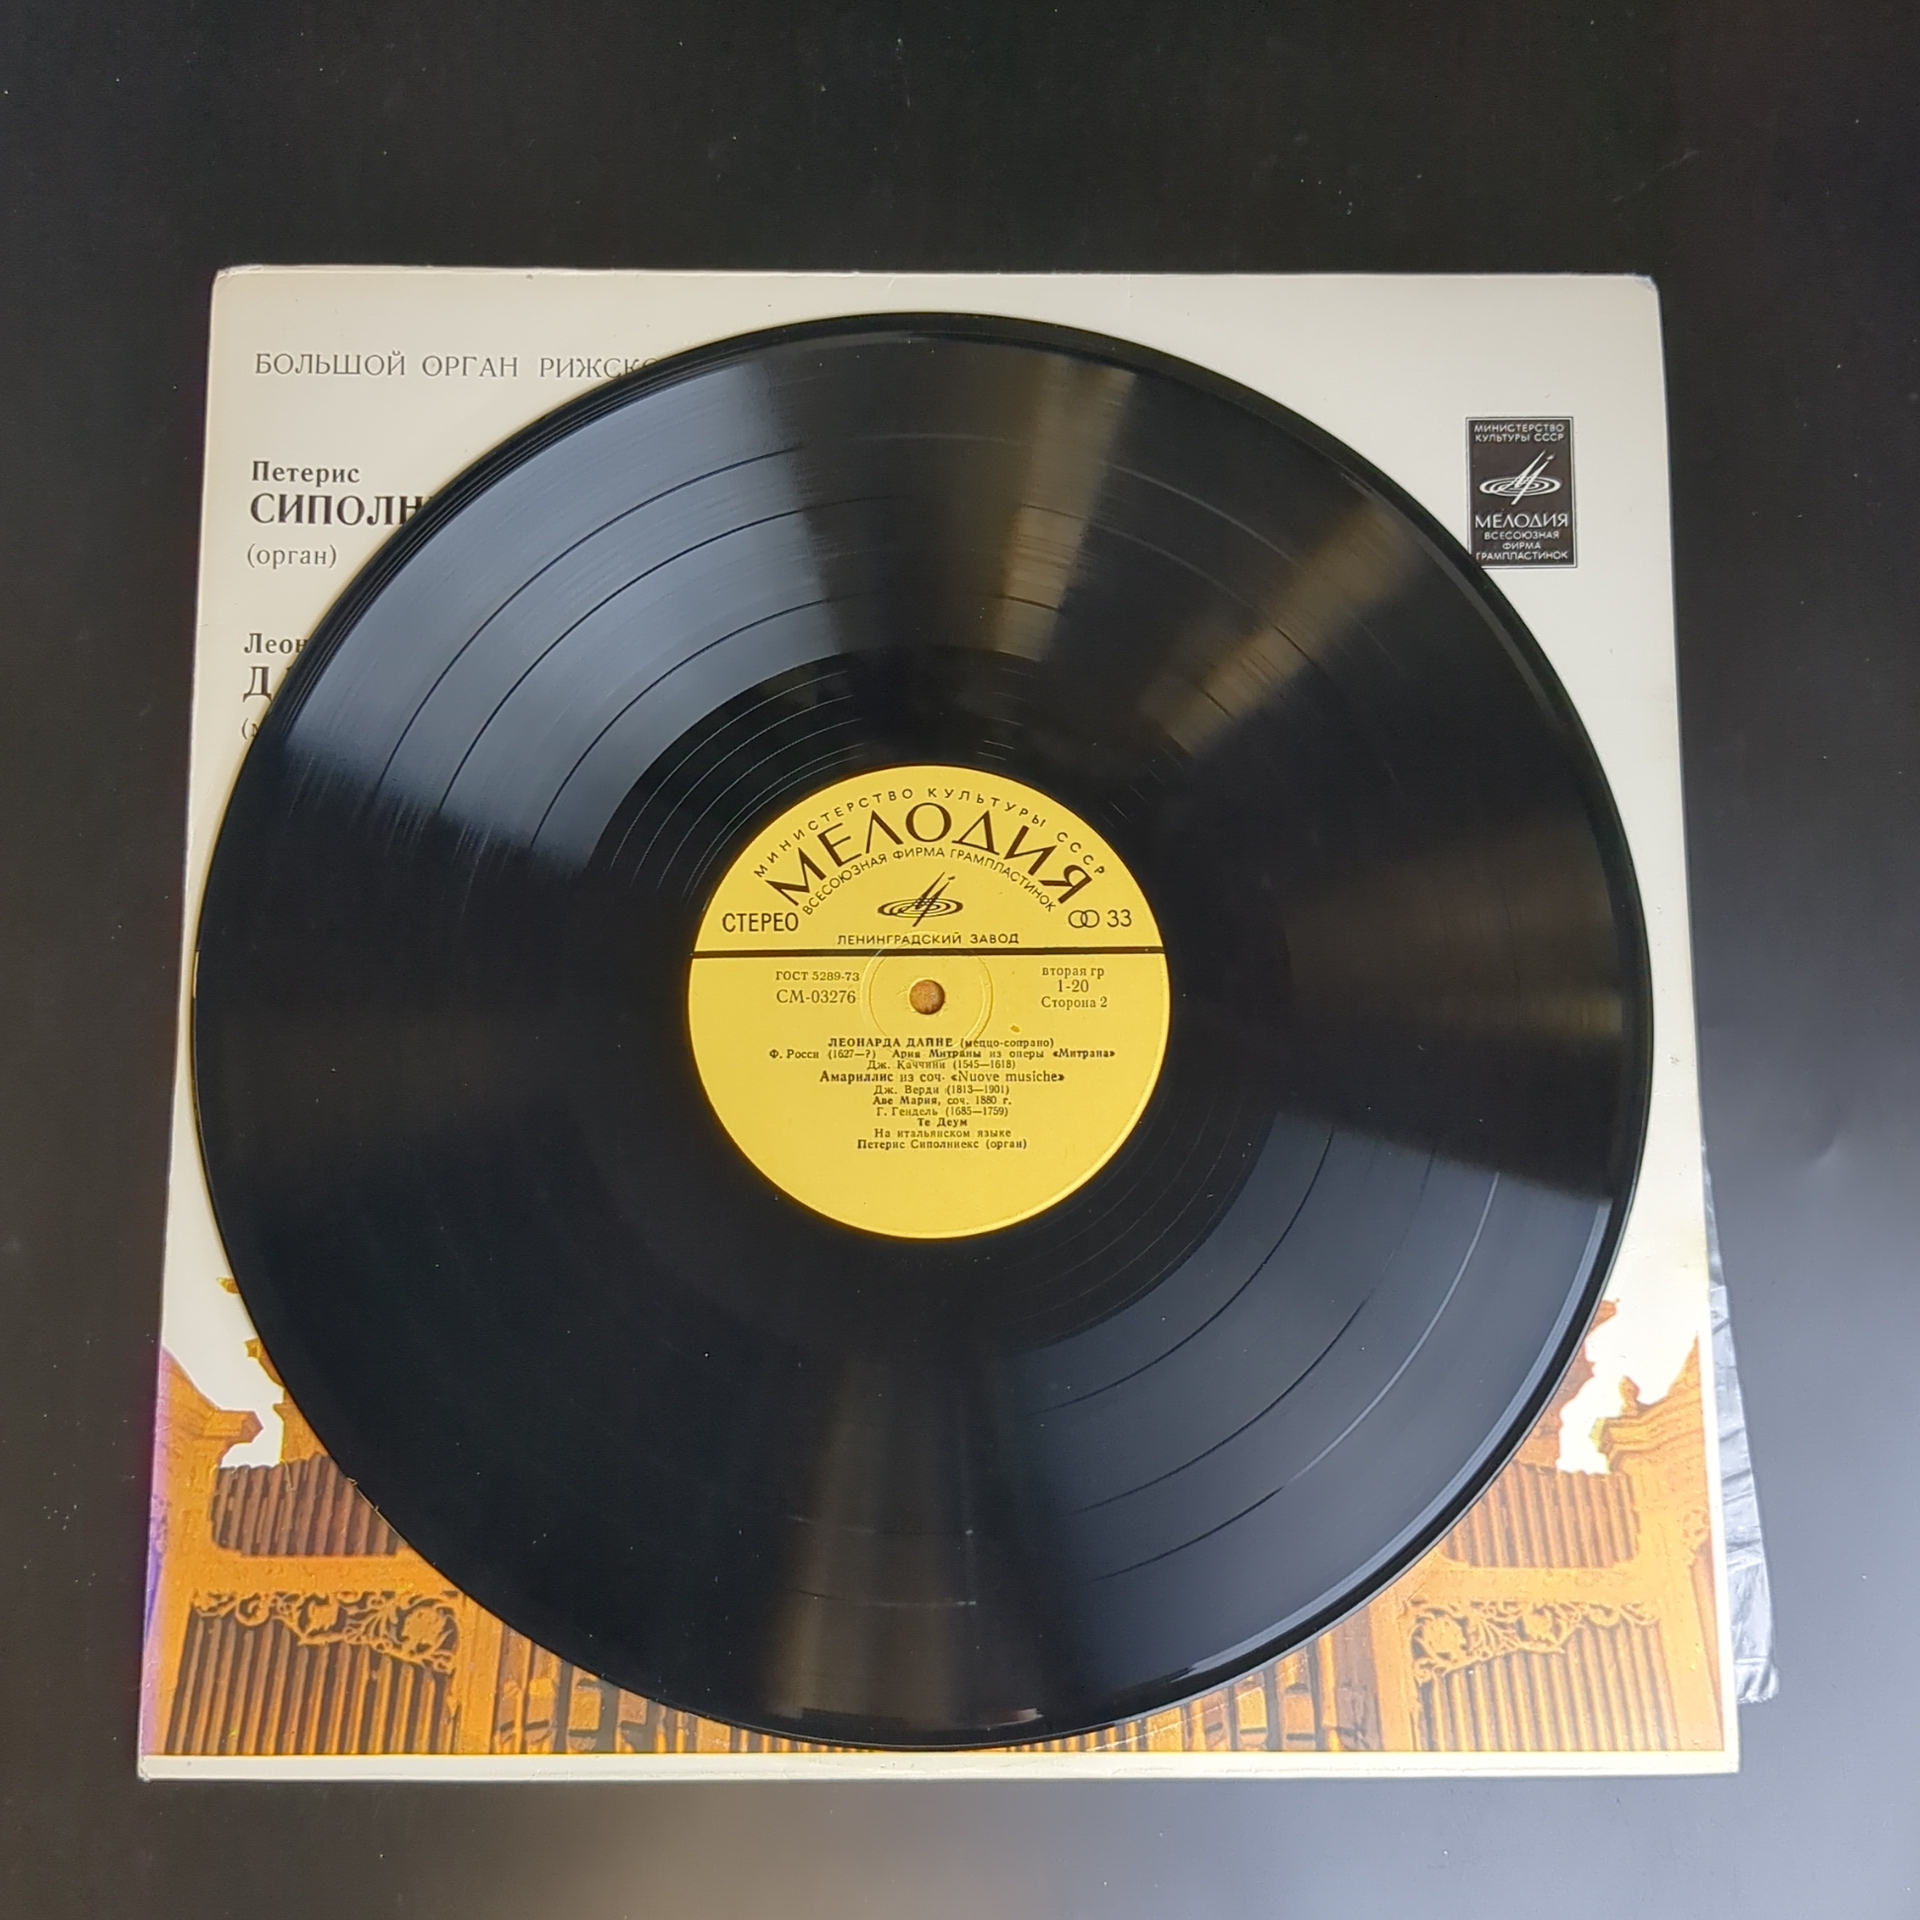 БОЛЬШОЙ ОРГАН РИЖСКО
Петерис
СИПОЛН
(орган)
Леон
МИНИСТЕРСТВО
КУЛЬТУРЫ СССР
МЕЛОДИЯ
ВСЕСОЮЗНАЯ
ФИРМА
ГРАМПЛАСТИНОК
МИНИСТЕРСТВО КУЛЬТУРЫ СССР
МЕЛОДИЯ
ВСЕСОЮЗНАЯ ФИРМА ГРАМПЛАСТИНОК
СТЕРЕО
33
ЛЕНИНГРАДСКИЙ ЗАВОД
ГОСТ 5289-73
СМ-03276
вторая гр
1-20
Сторона 2
ЛЕОНАРДА ДАЙНЕ (меццо-сопрано)
Ф. Росси (1627—?) Ария Митраны из оперы «Митрана»
Дж. Каччини (1545—1618)
Амариллис из соч. «Nuove musiche»
Дж. Верди (1813—1901)
Аве Мария, соч. 1880 г.
Г. Гендель (1685—1759)
Те Деум
На итальянском языке
Петерис Сиполниекс (орган)